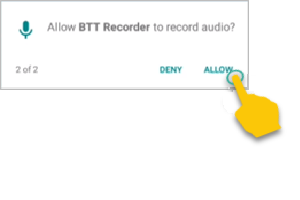 Allow BTT Recorder to record audio?
2 of 2
DENY ALLOW